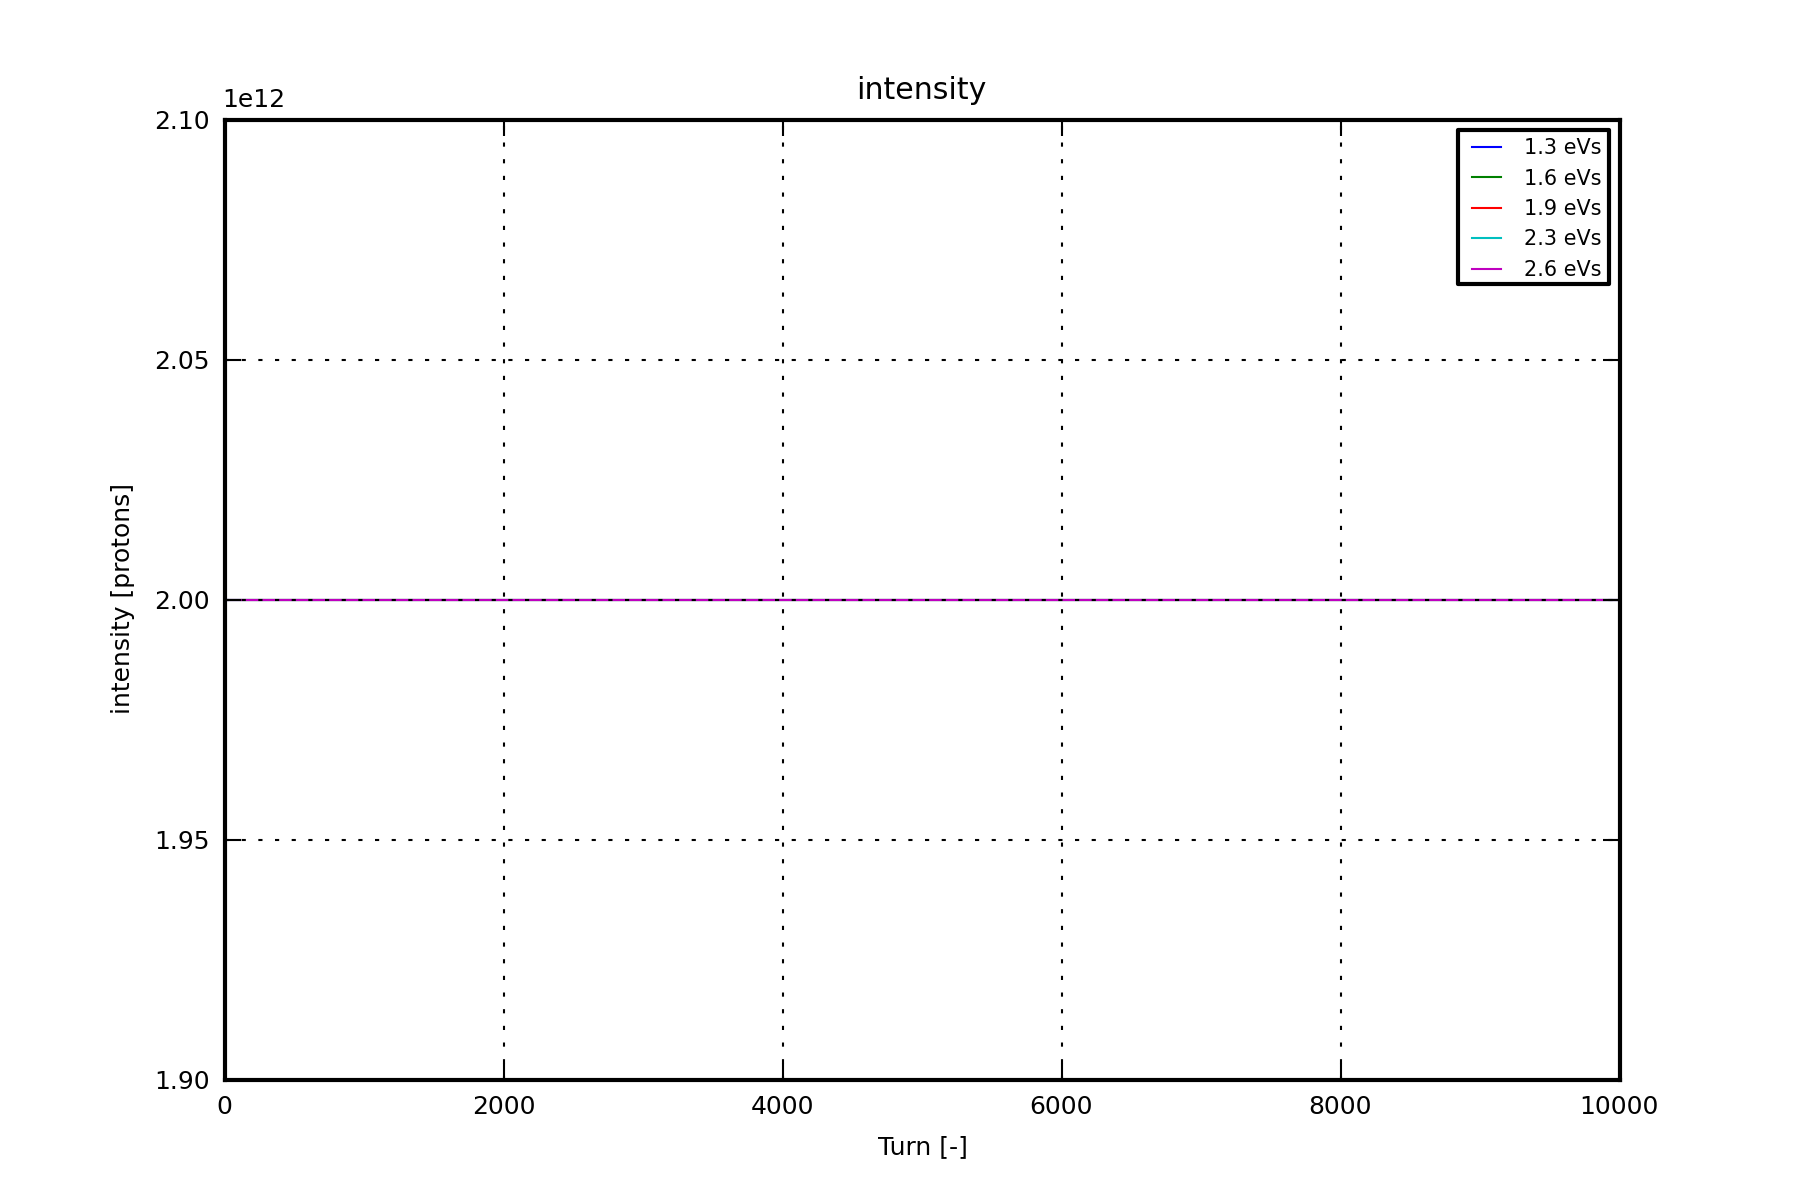 intensity
1e12
2.10
2.05
2.00
1.95
1.90
intensity [protons]
1.3 eVs
1.6 eVs
1.9 eVs
2.3 eVs
2.6 eVs
0 2000 4000 6000 8000 10000
Turn [-]